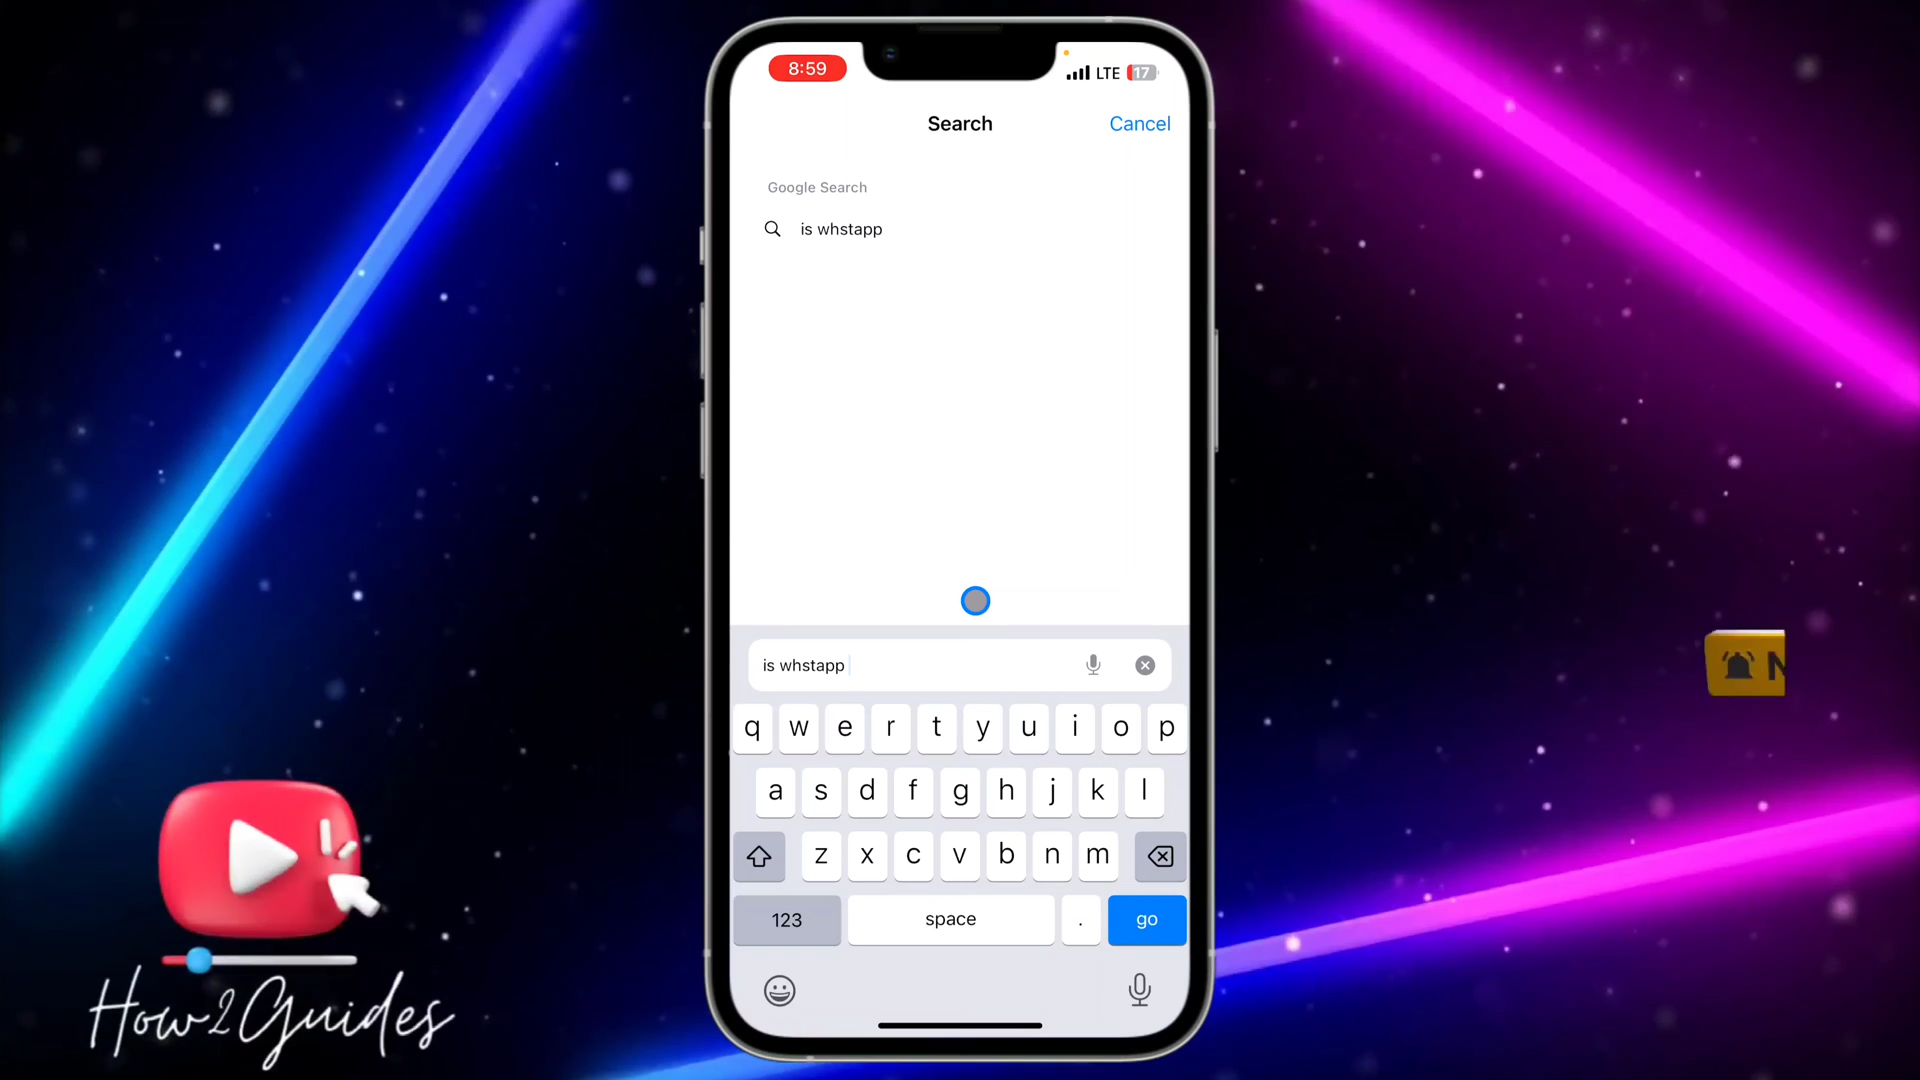 8:59
LTE 17
Search
Cancel
Google Search
is whstapp
is whstapp
q w e r t y u i o p
a s d f g h j k l
z x c v b n m
123 space . go
N
How2Guides